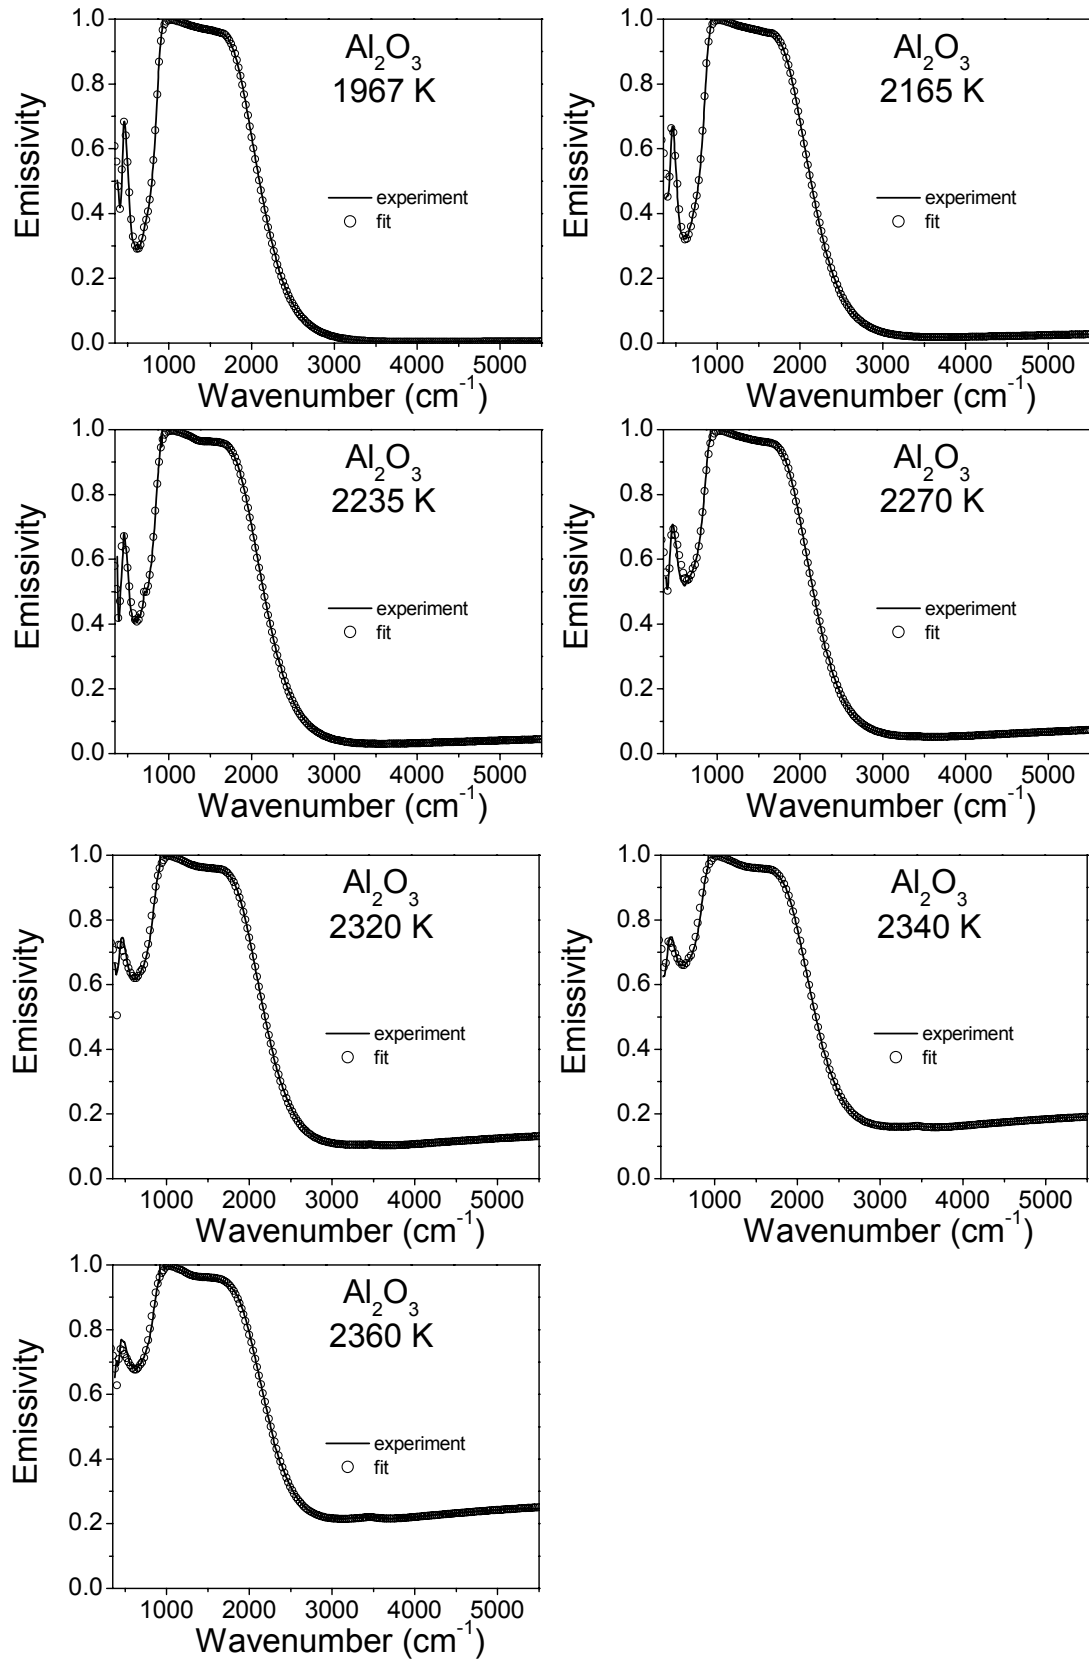 1.0
0.8
0.6
0.4
0.2
0.0
Emissivity
Al₂O₃
1967 K
experiment
fit
1000 2000 3000 4000 5000
Wavenumber (cm⁻¹)
1.0
0.8
0.6
0.4
0.2
0.0
Emissivity
Al₂O₃
2165 K
experiment
fit
1000 2000 3000 4000 5000
Wavenumber (cm⁻¹)
1.0
0.8
0.6
0.4
0.2
0.0
Emissivity
Al₂O₃
2235 K
experiment
fit
1000 2000 3000 4000 5000
Wavenumber (cm⁻¹)
1.0
0.8
0.6
0.4
0.2
0.0
Emissivity
Al₂O₃
2270 K
experiment
fit
1000 2000 3000 4000 5000
Wavenumber (cm⁻¹)
1.0
0.8
0.6
0.4
0.2
0.0
Emissivity
Al₂O₃
2320 K
experiment
fit
1000 2000 3000 4000 5000
Wavenumber (cm⁻¹)
1.0
0.8
0.6
0.4
0.2
0.0
Emissivity
Al₂O₃
2340 K
experiment
fit
1000 2000 3000 4000 5000
Wavenumber (cm⁻¹)
1.0
0.8
0.6
0.4
0.2
0.0
Emissivity
Al₂O₃
2360 K
experiment
fit
1000 2000 3000 4000 5000
Wavenumber (cm⁻¹)